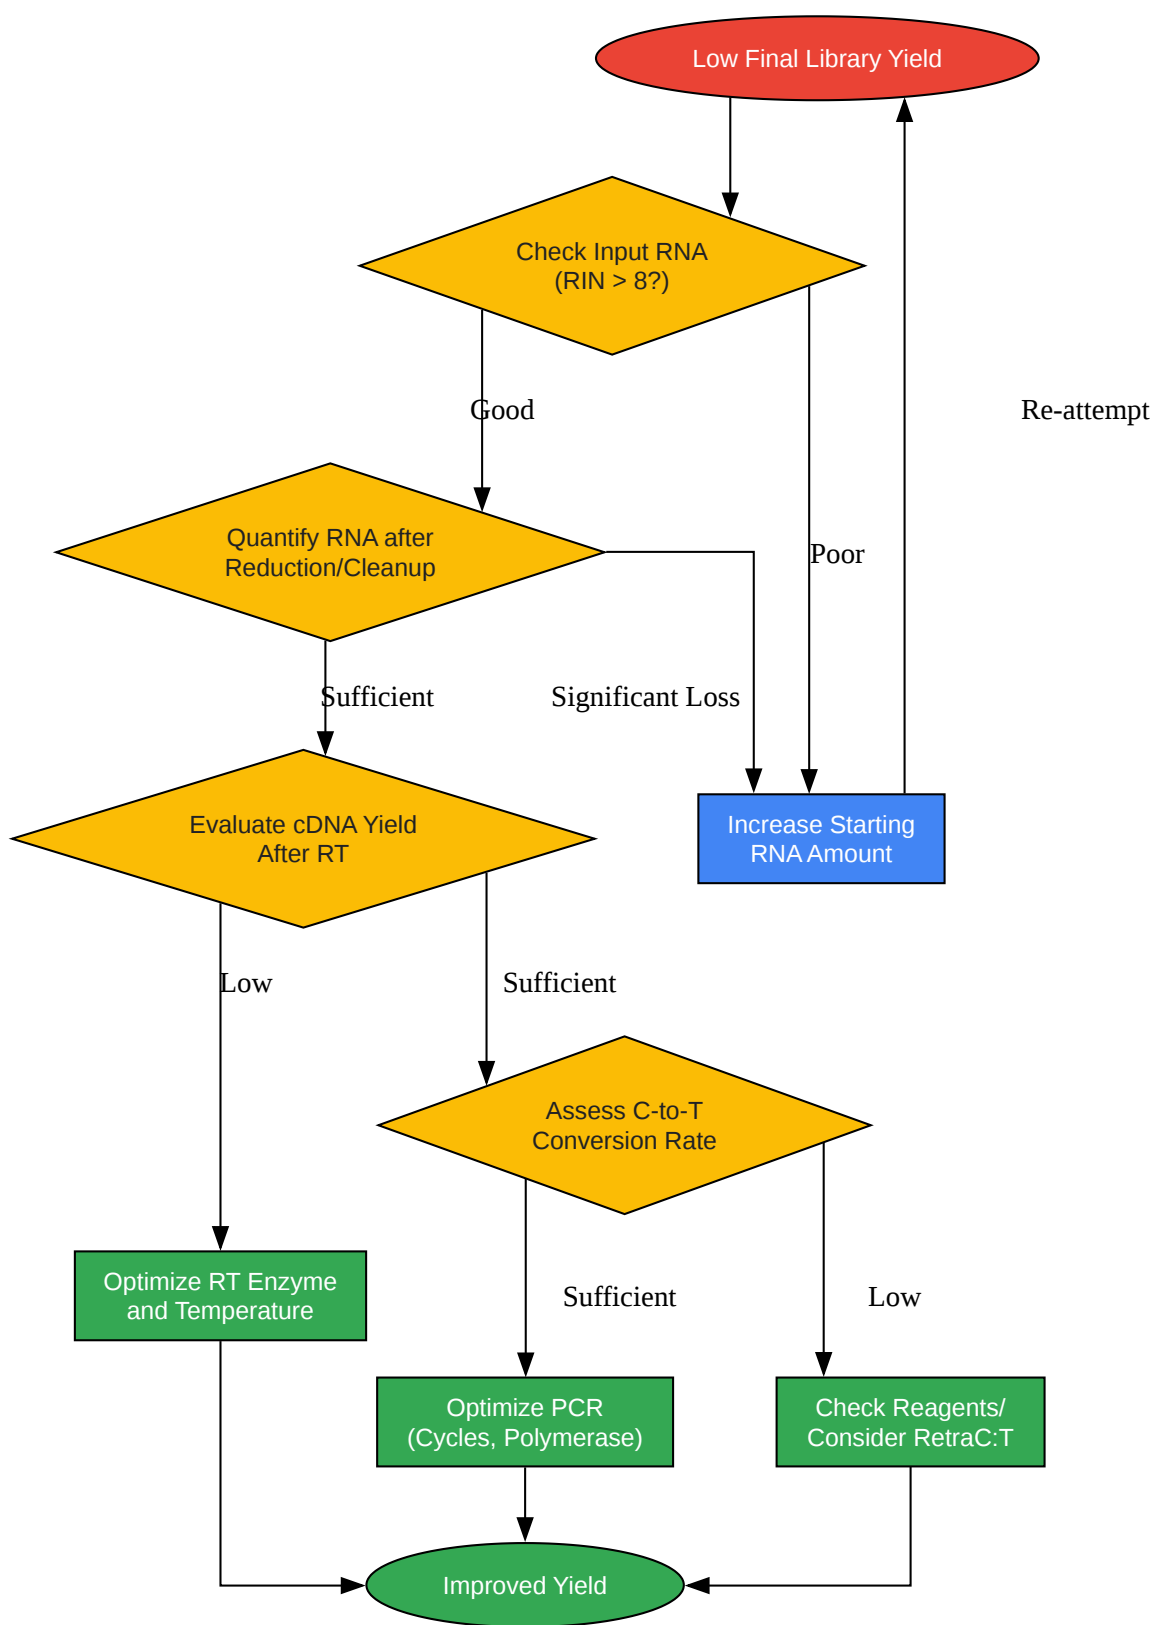 Low Final Library Yield
Check Input RNA
(RIN > 8?)
Good
Re-attempt
Quantify RNA after
Reduction/Cleanup
Poor
Sufficient
Significant Loss
Evaluate cDNA Yield
After RT
Increase Starting
RNA Amount
Low
Sufficient
Assess C-to-T
Conversion Rate
Optimize RT Enzyme
and Temperature
Sufficient
Low
Optimize PCR
(Cycles, Polymerase)
Check Reagents/
Consider RetraC:T
Improved Yield